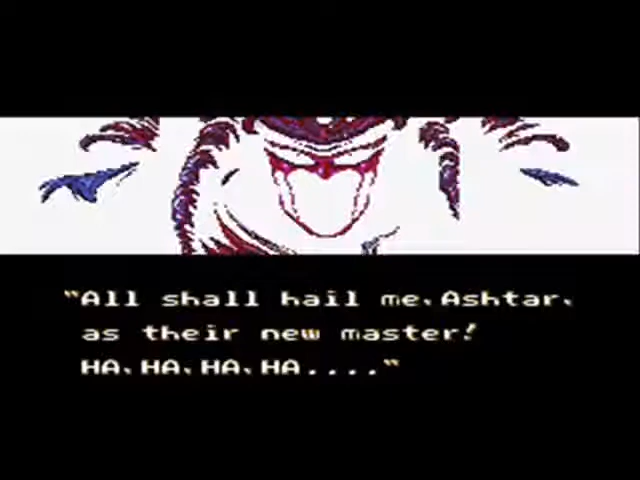 "All shall hail me,Ashtar,
as their new master!
HA,HA,HA,HA...."